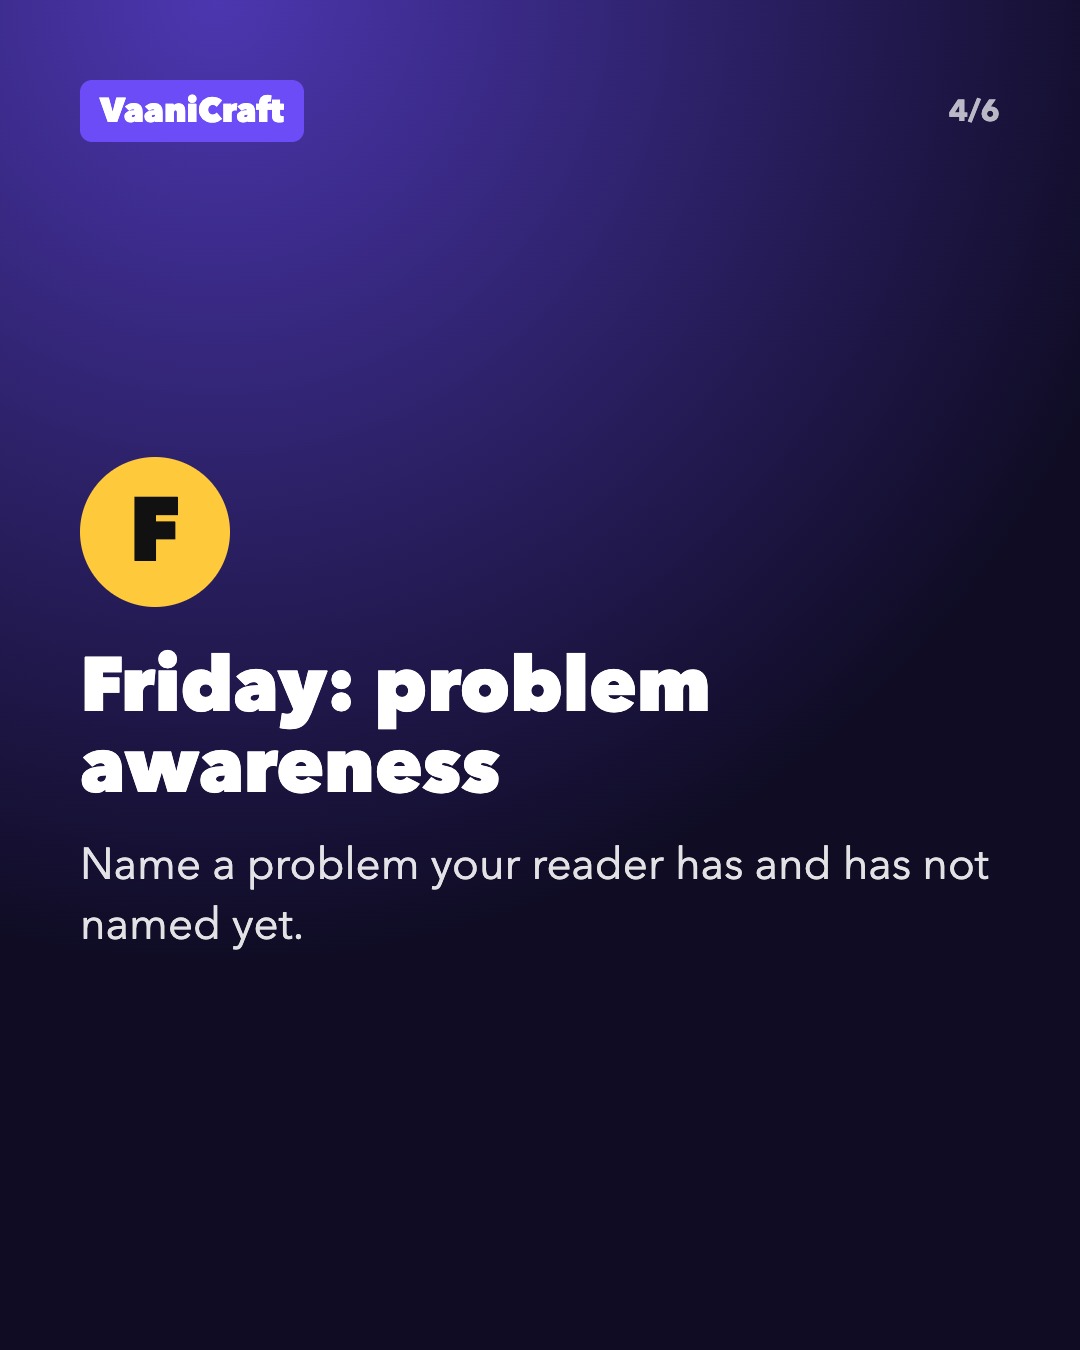 VaaniCraft
4/6
F
Friday: problem
awareness
Name a problem your reader has and has not
named yet.